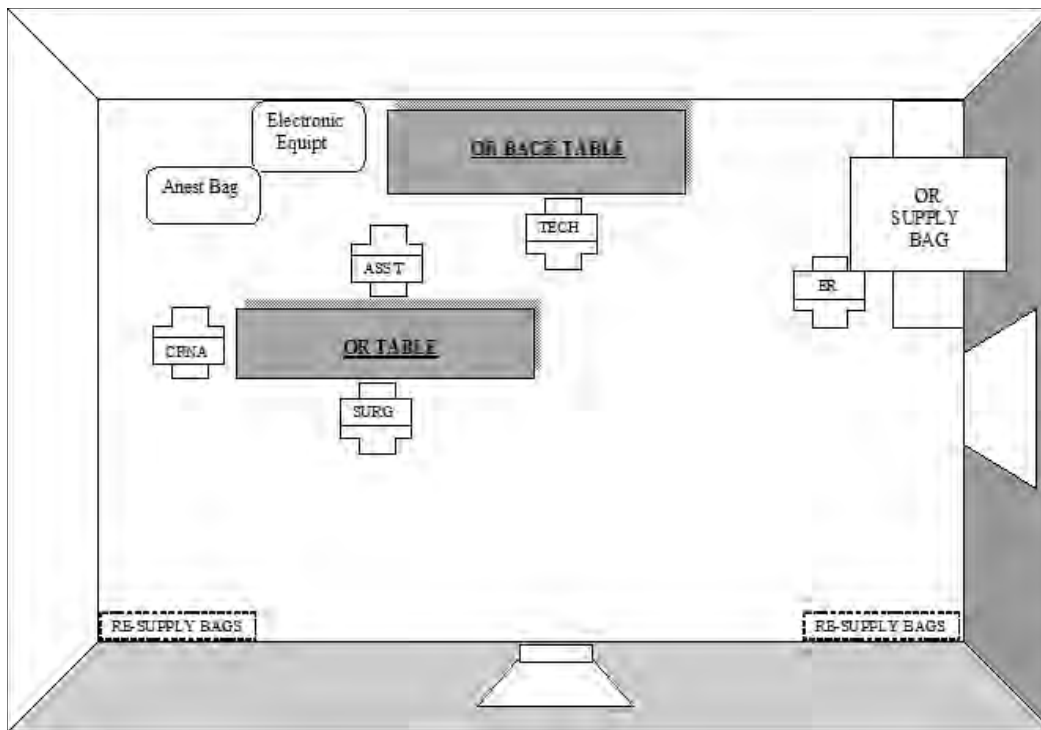 Electronic
Equipt
OR BACK TABLE
Anest Bag
OR
SUPPLY
BAG
TECH
ASST
ER
OR TABLE
CRNA
SURG
RE-SUPPLY BAGS
RE-SUPPLY BAGS